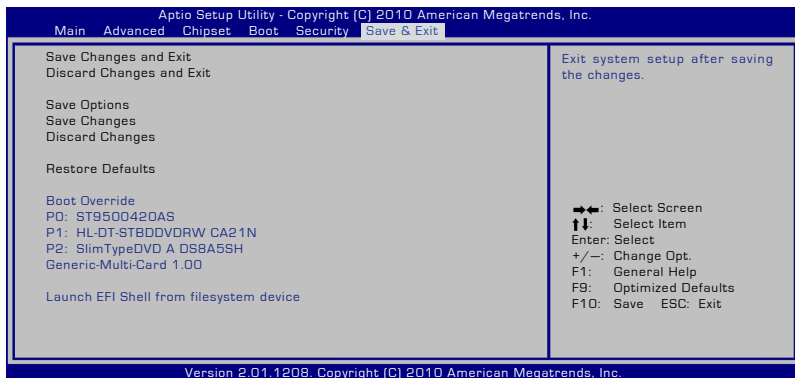 Aptio Setup Utility - Copyright (C) 2010 American Megatrends, Inc.
Main Advanced Chipset Boot Security Save & Exit
Save Changes and Exit
Discard Changes and Exit
Save Options
Save Changes
Discard Changes
Restore Defaults
Boot Override
P0: ST9500420AS
P1: HL-DT-STBDDVDRW CA21N
P2: SlimTypeDVD A DS8A5SH
Generic-Multi-Card 1.00
Launch EFI Shell from filesystem device
Exit system setup after saving
the changes.
→←: Select Screen
↑↓: Select Item
Enter: Select
+/—: Change Opt.
F1: General Help
F9: Optimized Defaults
F10: Save ESC: Exit
Version 2.01.1208. Copyright (C) 2010 American Megatrends, Inc.